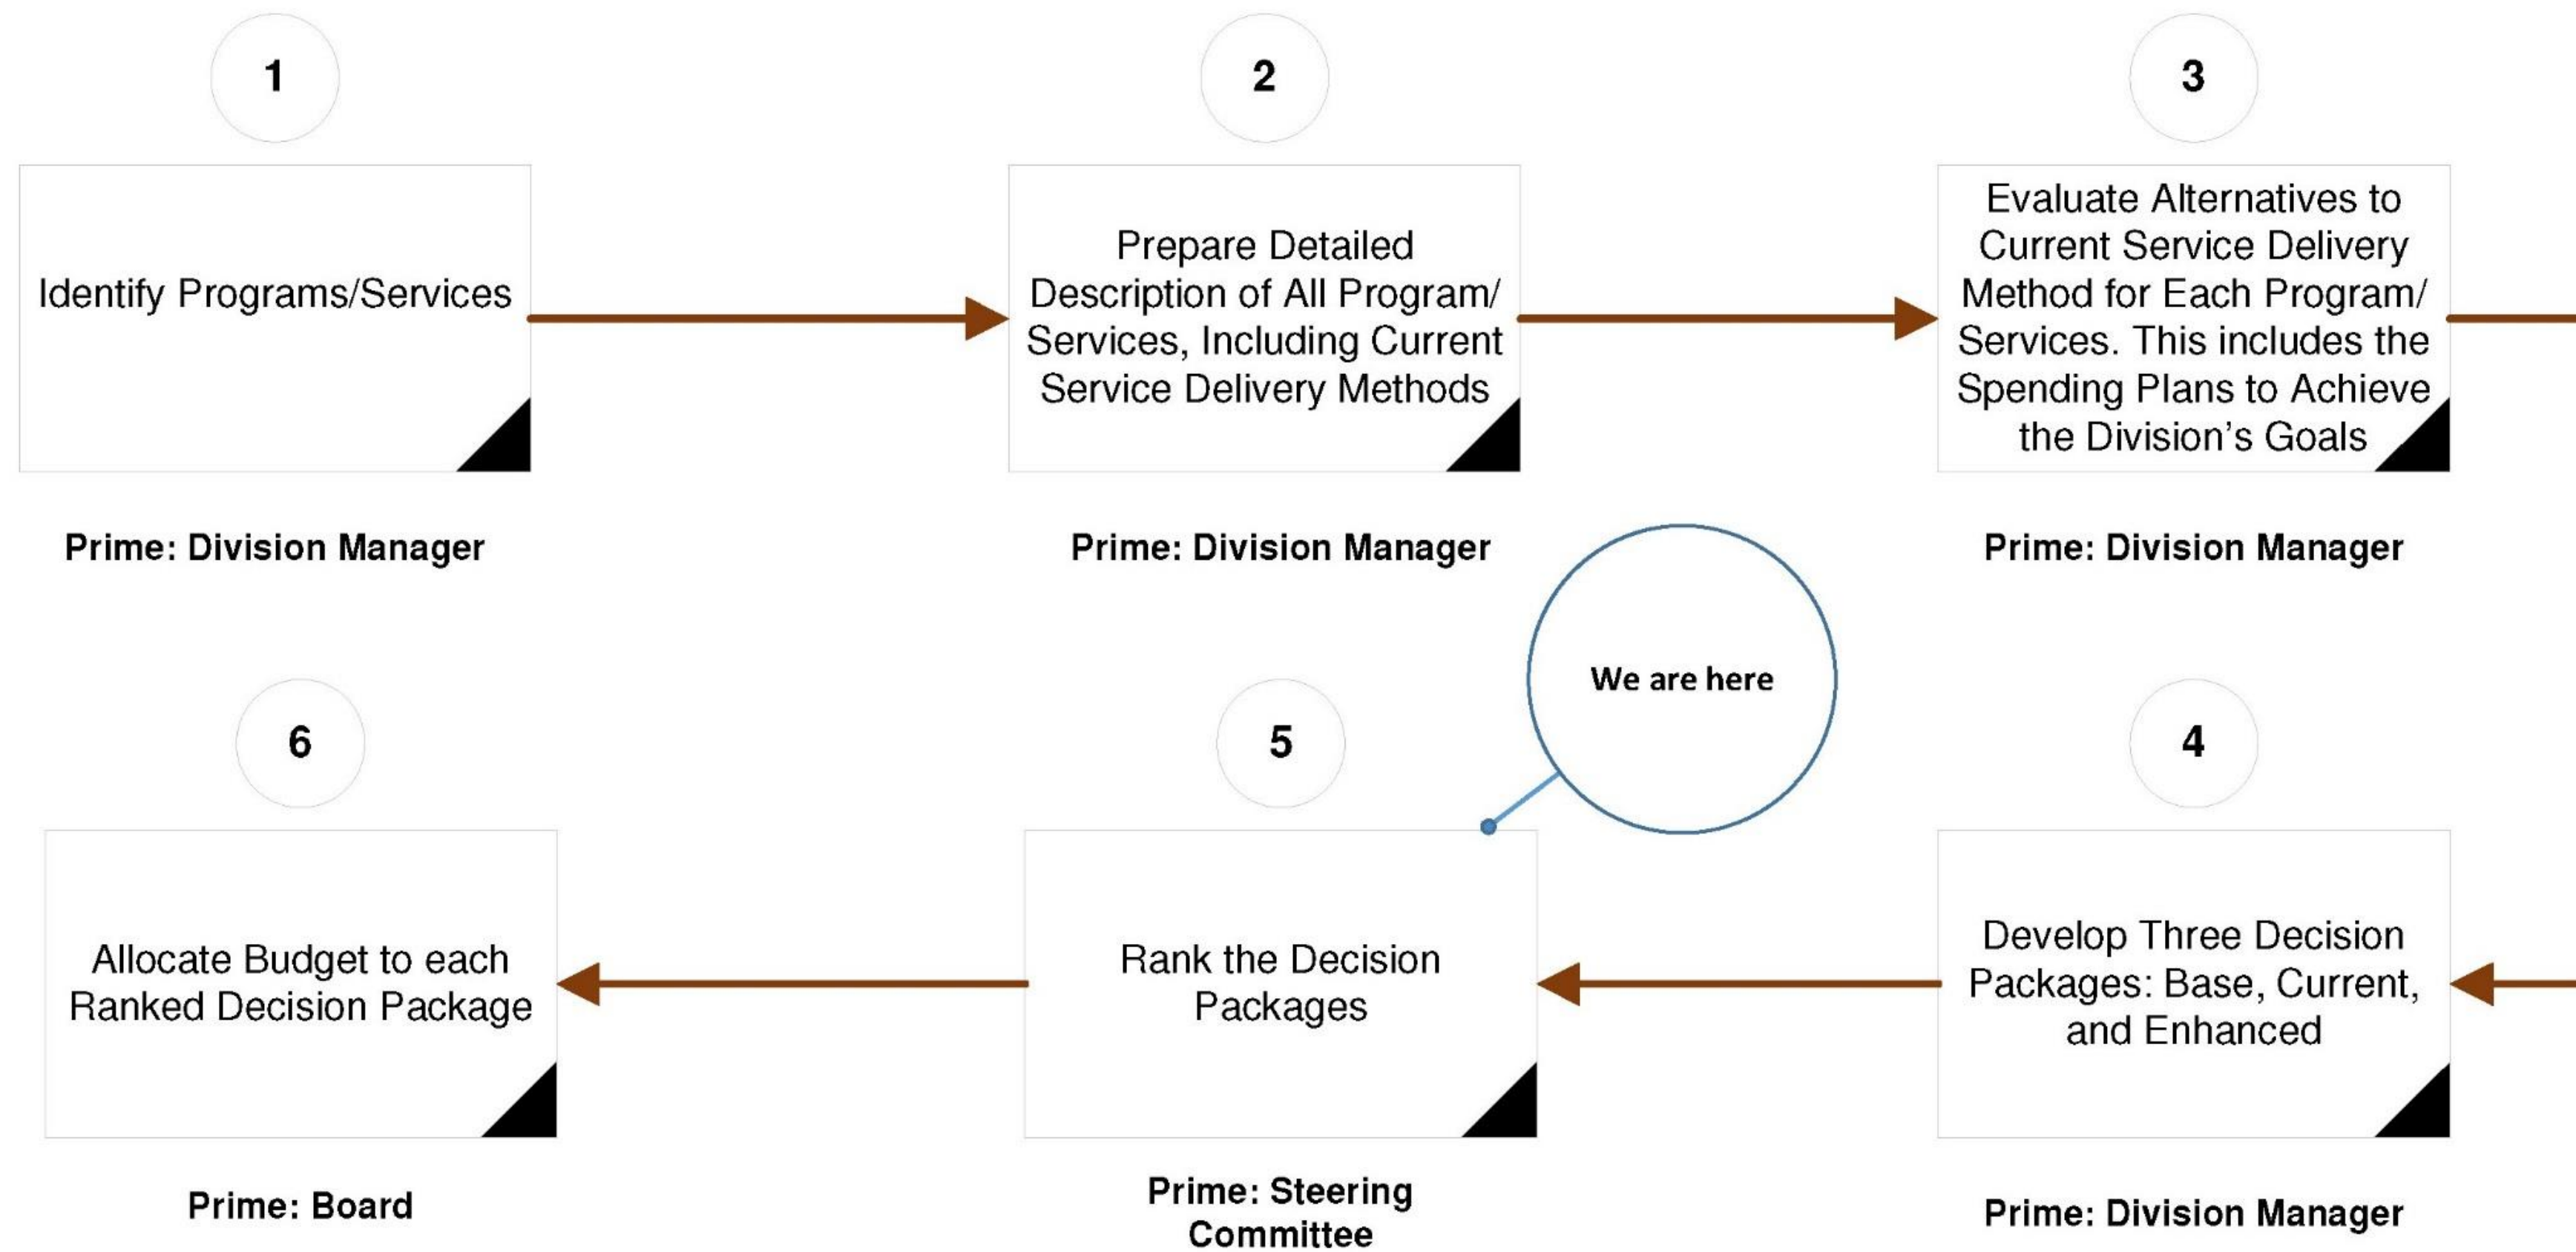 1
2
3
Identify Programs/Services
Prepare Detailed
Description of All Program/
Services, Including Current
Service Delivery Methods
Evaluate Alternatives to
Current Service Delivery
Method for Each Program/
Services. This includes the
Spending Plans to Achieve
the Division's Goals
Prime: Division Manager
Prime: Division Manager
Prime: Division Manager
We are here
6
5
4
Allocate Budget to each
Ranked Decision Package
Rank the Decision
Packages
Develop Three Decision
Packages: Base, Current,
and Enhanced
Prime: Board
Prime: Steering
Committee
Prime: Division Manager